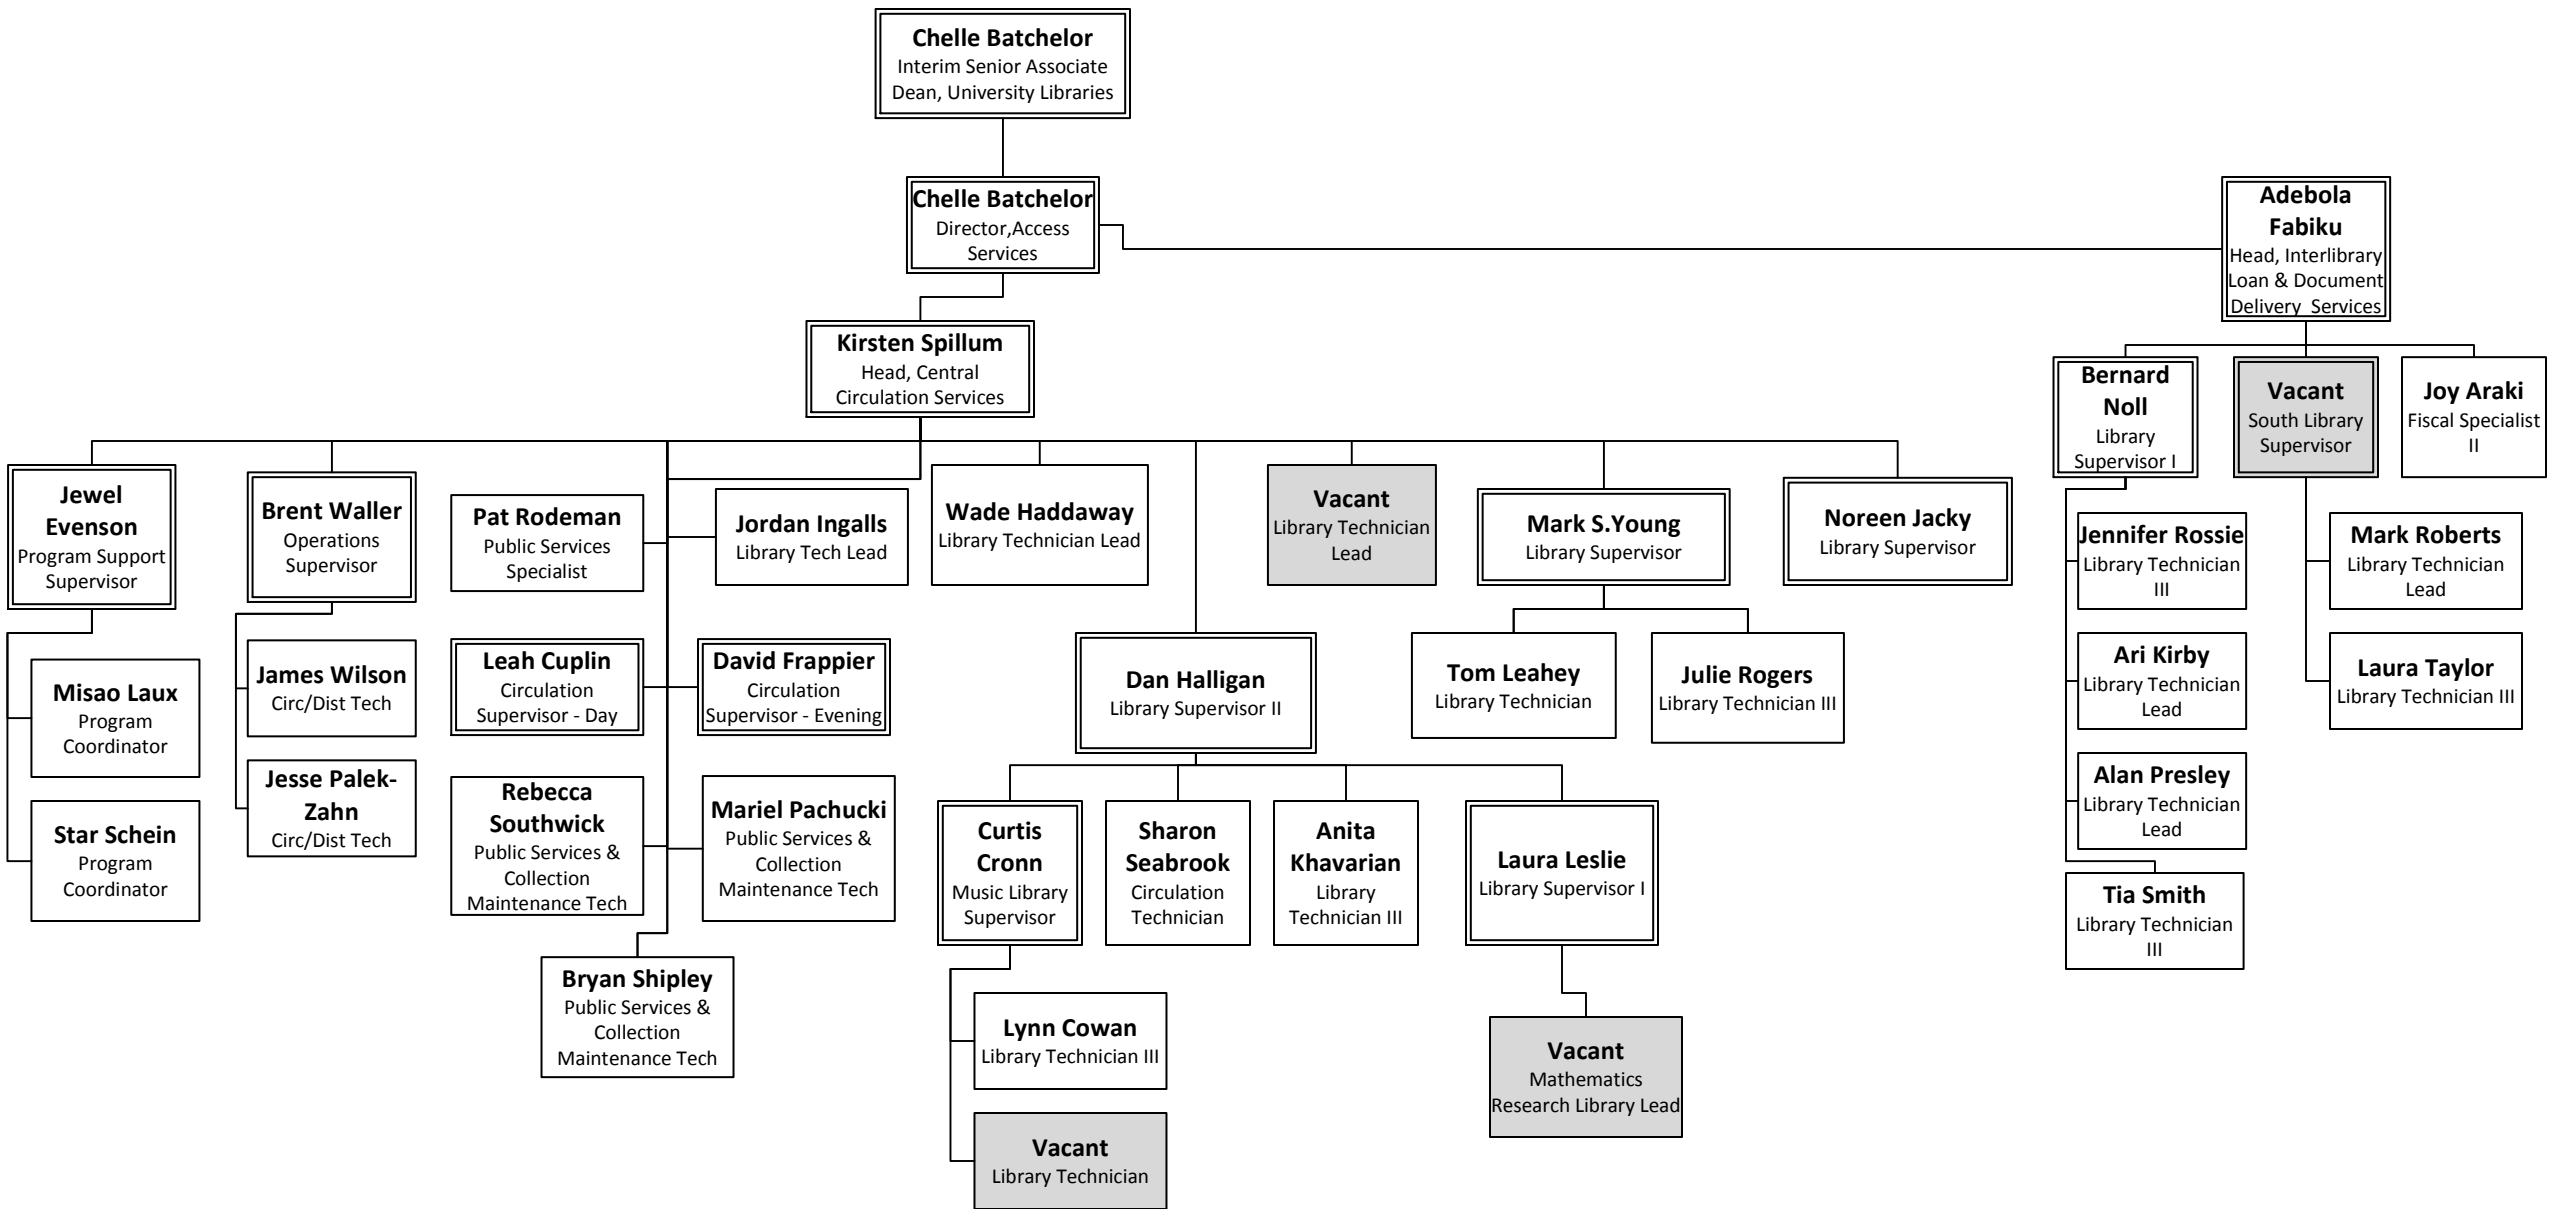 Chelle Batchelor
Interim Senior Associate
Dean, University Libraries
Chelle Batchelor
Director,Access
Services
Adebola
Fabiku
Head, Interlibrary
Loan & Document
Delivery Services
Kirsten Spillum
Head, Central
Circulation Services
Bernard
Noll
Library
Supervisor I
Vacant
South Library
Supervisor
Joy Araki
Fiscal Specialist
II
Jewel
Evenson
Program Support
Supervisor
Brent Waller
Operations
Supervisor
Pat Rodeman
Public Services
Specialist
Jordan Ingalls
Library Tech Lead
Wade Haddaway
Library Technician Lead
Vacant
Library Technician
Lead
Mark S.Young
Library Supervisor
Noreen Jacky
Library Supervisor
Jennifer Rossie
Library Technician
III
Mark Roberts
Library Technician
Lead
Misao Laux
Program
Coordinator
James Wilson
Circ/Dist Tech
Leah Cuplin
Circulation
Supervisor - Day
David Frappier
Circulation
Supervisor - Evening
Dan Halligan
Library Supervisor II
Tom Leahey
Library Technician
Julie Rogers
Library Technician III
Ari Kirby
Library Technician
Lead
Laura Taylor
Library Technician III
Star Schein
Program
Coordinator
Jesse Palek-
Zahn
Circ/Dist Tech
Rebecca
Southwick
Public Services &
Collection
Maintenance Tech
Mariel Pachucki
Public Services &
Collection
Maintenance Tech
Curtis
Cronn
Music Library
Supervisor
Sharon
Seabrook
Circulation
Technician
Anita
Khavarian
Library
Technician III
Laura Leslie
Library Supervisor I
Alan Presley
Library Technician
Lead
Tia Smith
Library Technician
III
Bryan Shipley
Public Services &
Collection
Maintenance Tech
Lynn Cowan
Library Technician III
Vacant
Mathematics
Research Library Lead
Vacant
Library Technician